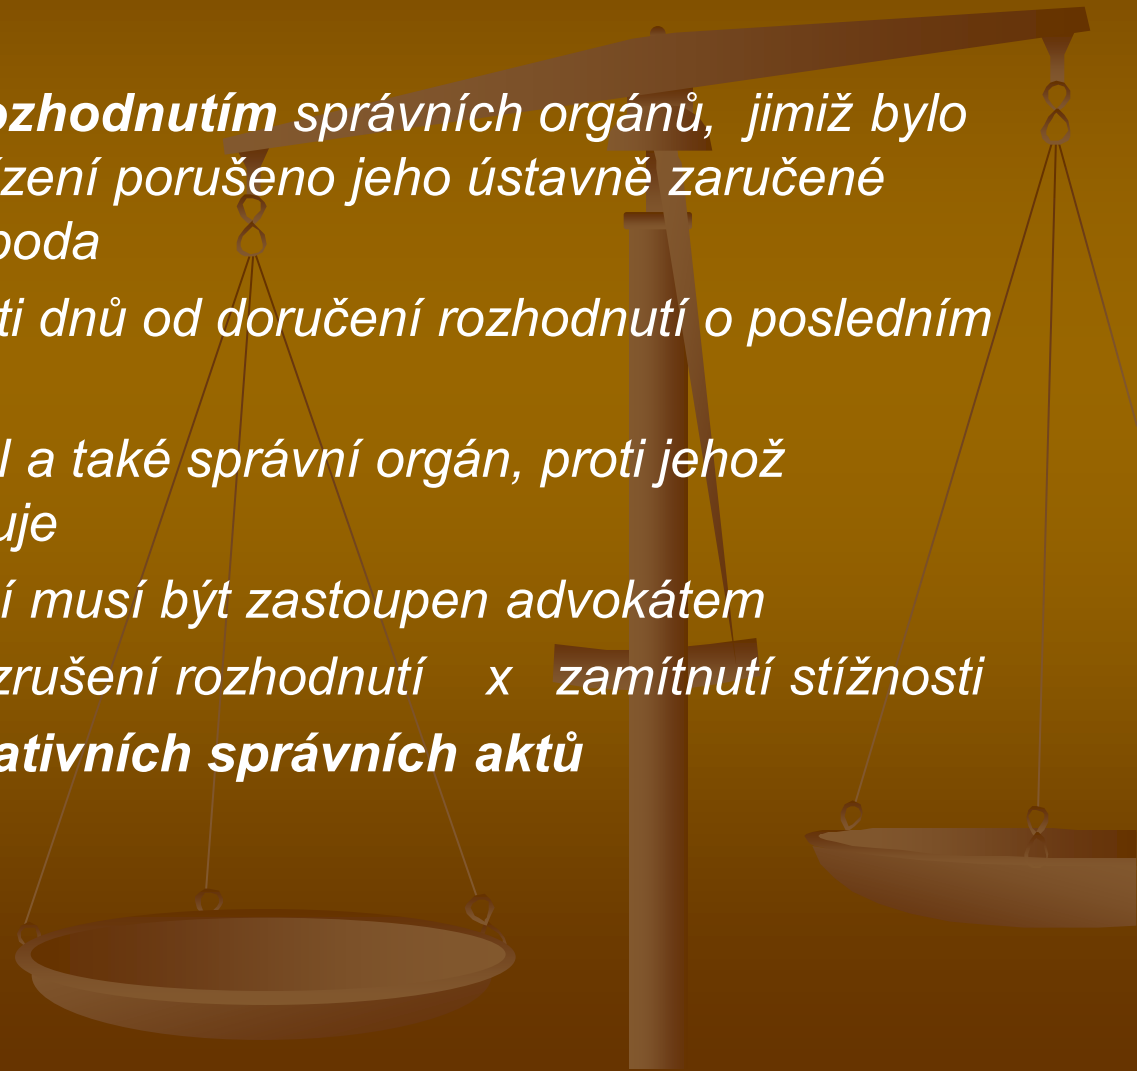 ozhodnutím správních orgánů, jimiž bylo
ízení porušeno jeho ústavně zaručené
oda
ti dnů od doručení rozhodnutí o posledním
l a také správní orgán, proti jehož
uje
í musí být zastoupen advokátem
zrušení rozhodnutí x zamítnutí stížnosti
ativních správních aktů